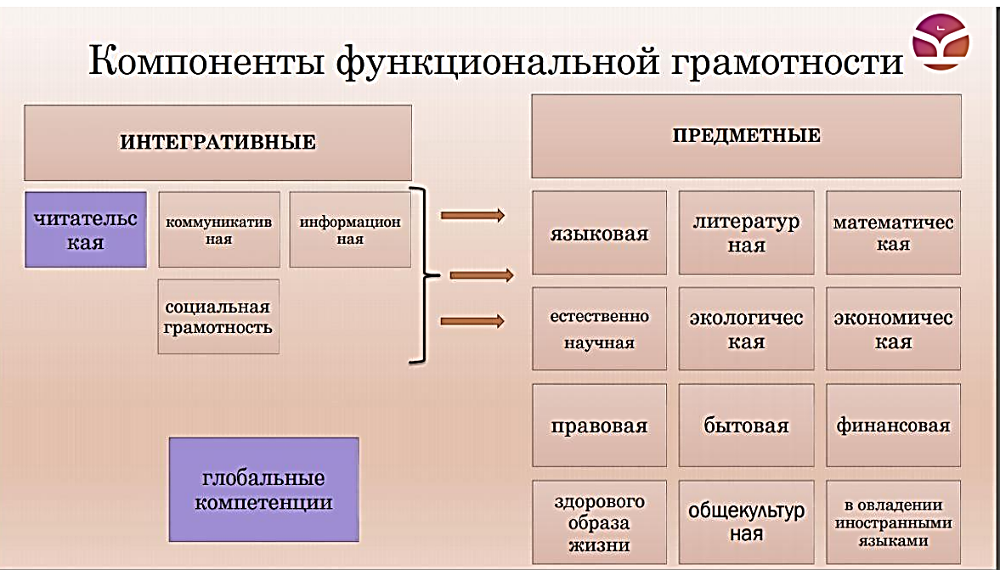 Компоненты функциональной грамотности
ИНТЕГРАТИВНЫЕ
читательс
кая
коммуникатив
ная
информацион
ная
социальная
грамотность
глобальные
компетенции
ПРЕДМЕТНЫЕ
языковая
литератур
ная
математичес
кая
естественно
научная
экологичес
кая
экономичес
кая
правовая
бытовая
финансовая
здорового
образа
жизни
общекультур
ная
в овладении
иностранными
языками